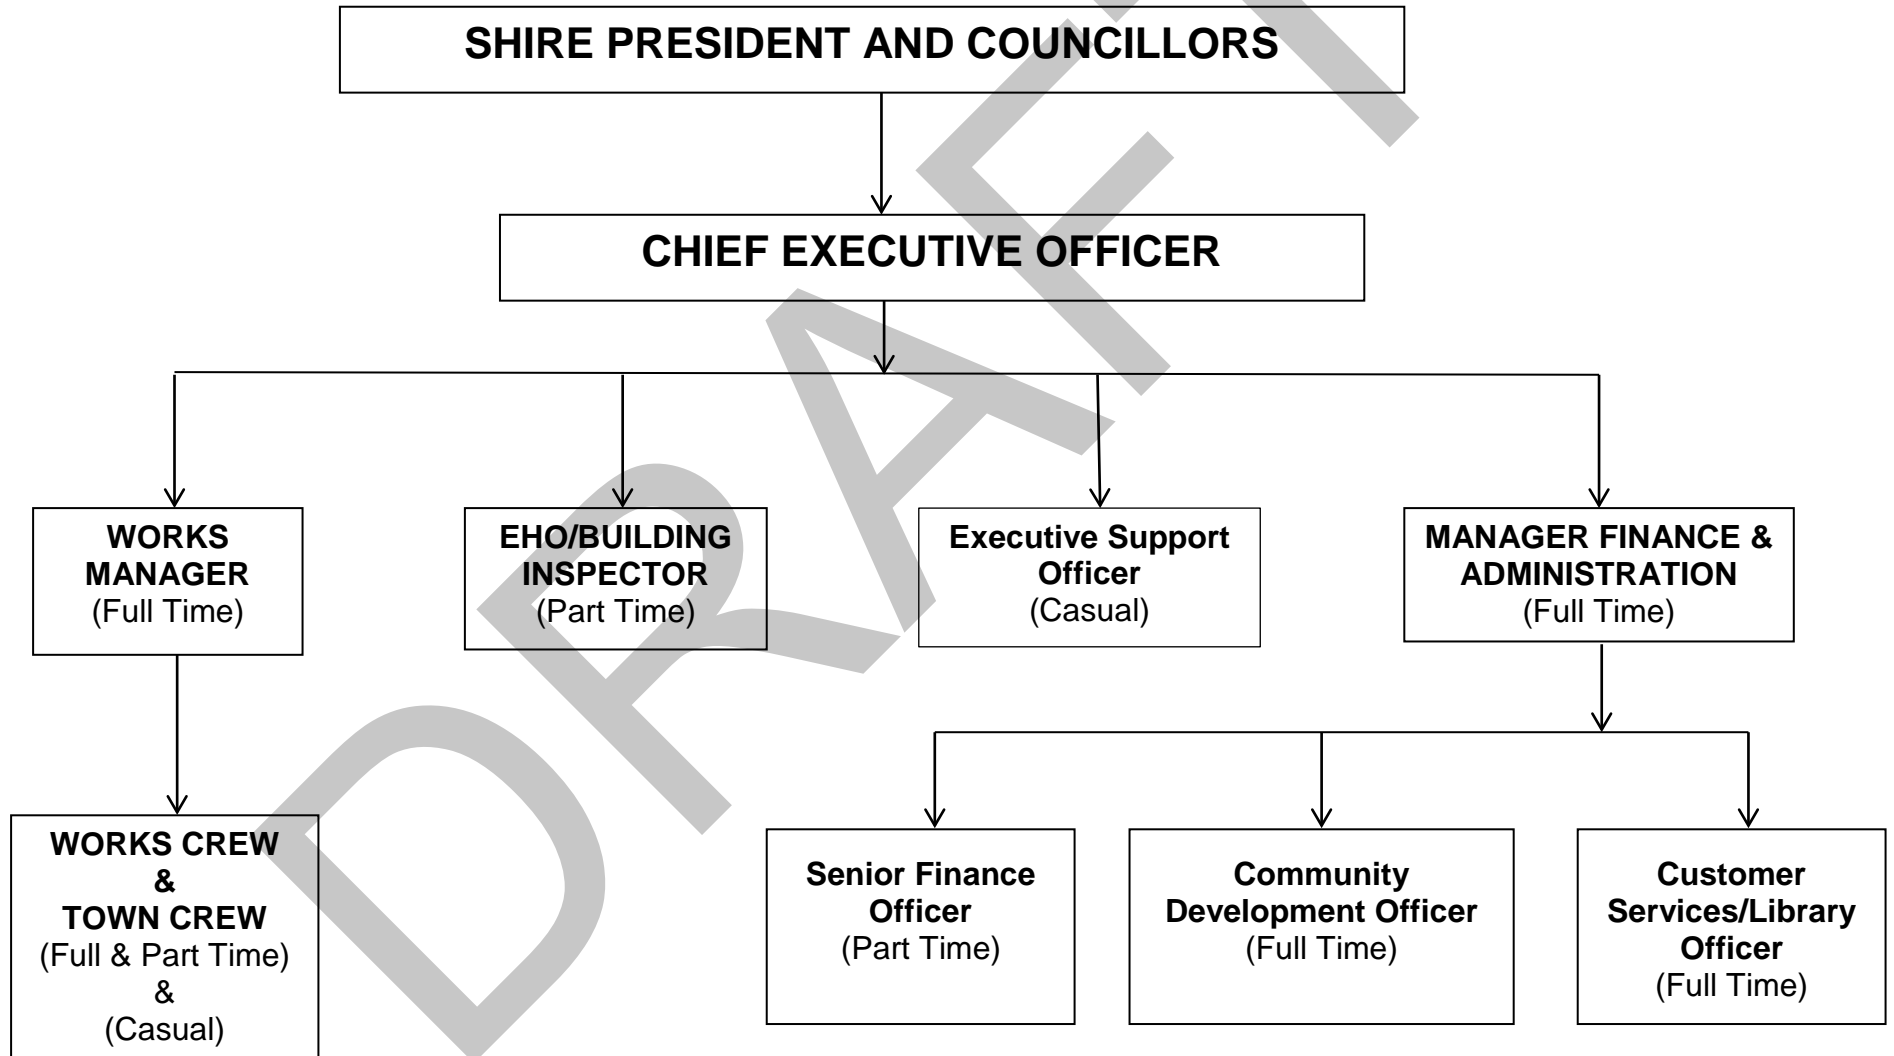 SHIRE PRESIDENT AND COUNCILLORS
CHIEF EXECUTIVE OFFICER
WORKS
MANAGER
(Full Time)
EHO/BUILDING
INSPECTOR
(Part Time)
Executive Support
Officer
(Casual)
MANAGER FINANCE &
ADMINISTRATION
(Full Time)
WORKS CREW
&
TOWN CREW
(Full & Part Time)
&
(Casual)
Senior Finance
Officer
(Part Time)
Community
Development Officer
(Full Time)
Customer
Services/Library
Officer
(Full Time)
DRAFT